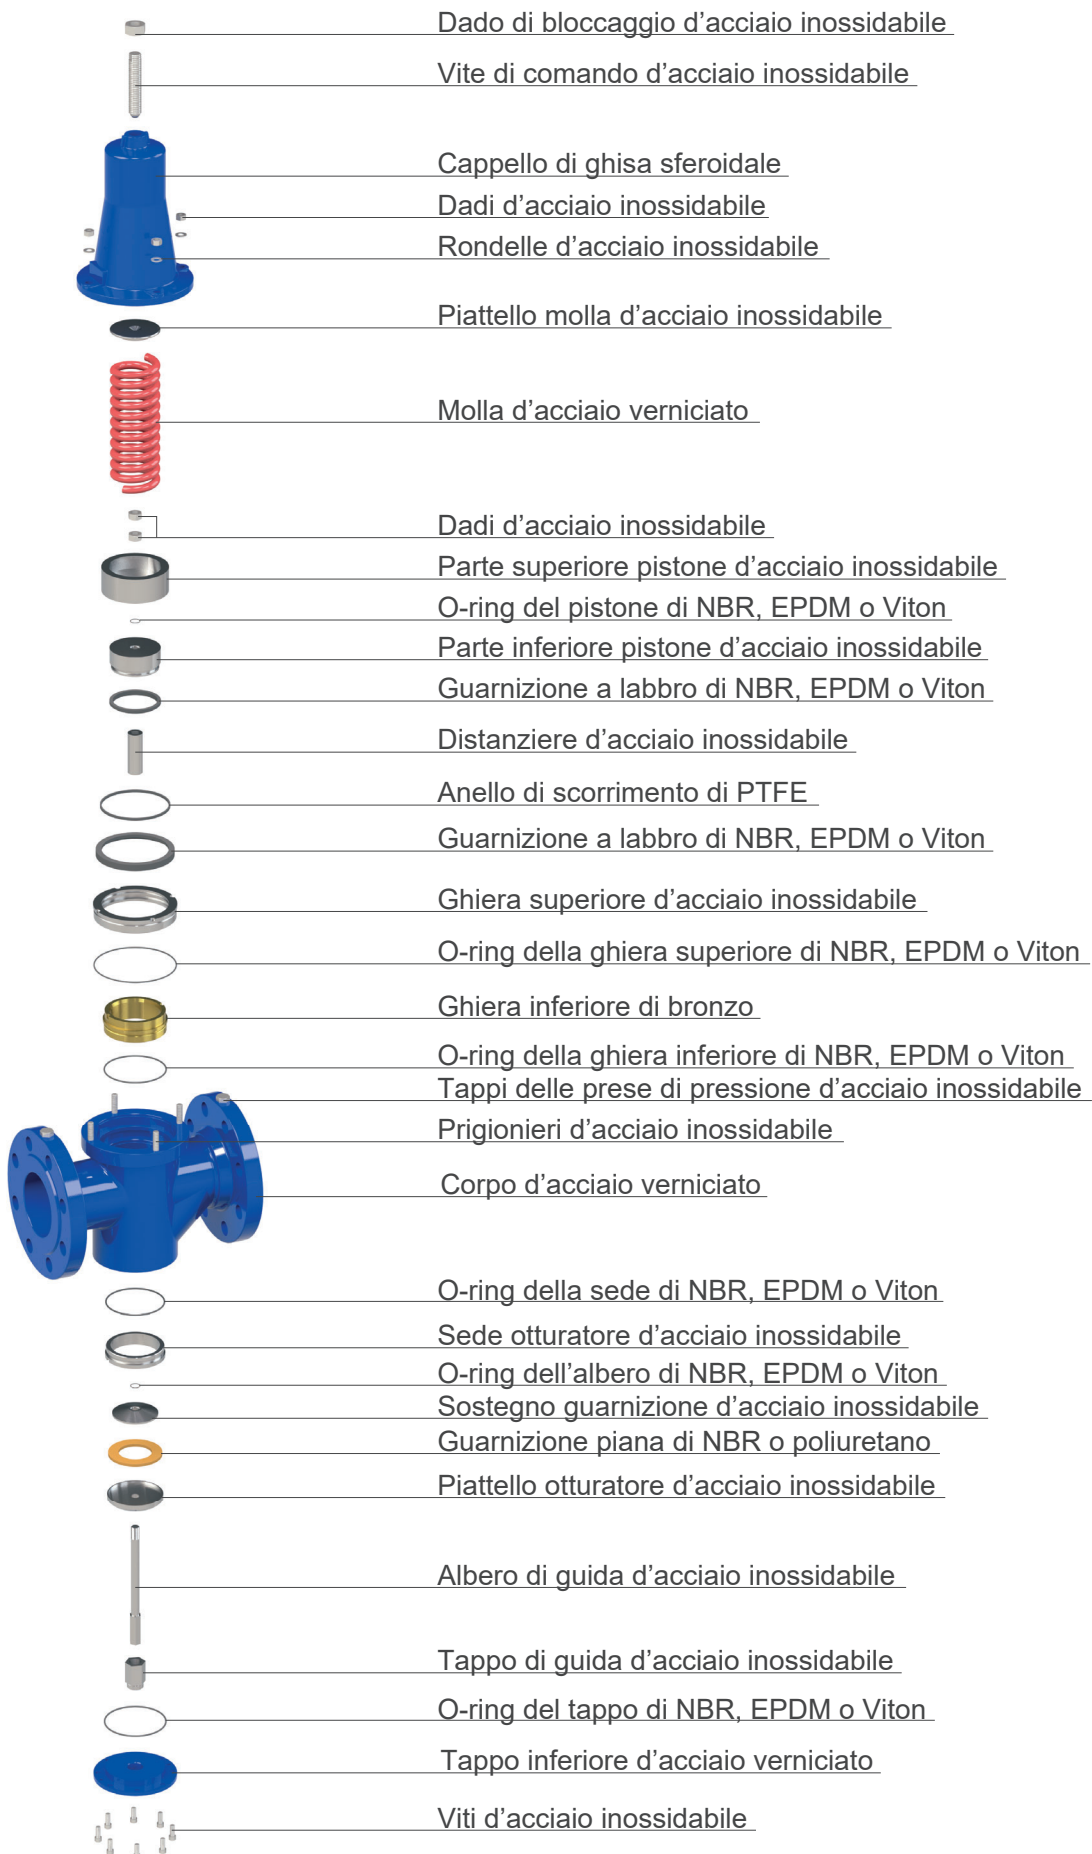 Dado di bloccaggio d’acciaio inossidabile
Vite di comando d’acciaio inossidabile
Cappello di ghisa sferoidale
Dadi d’acciaio inossidabile
Rondelle d’acciaio inossidabile
Piattello molla d’acciaio inossidabile
Molla d’acciaio verniciato
Dadi d’acciaio inossidabile
Parte superiore pistone d’acciaio inossidabile
O-ring del pistone di NBR, EPDM o Viton
Parte inferiore pistone d’acciaio inossidabile
Guarnizione a labbro di NBR, EPDM o Viton
Distanziere d’acciaio inossidabile
Anello di scorrimento di PTFE
Guarnizione a labbro di NBR, EPDM o Viton
Ghiera superiore d’acciaio inossidabile
O-ring della ghiera superiore di NBR, EPDM o Viton
Ghiera inferiore di bronzo
O-ring della ghiera inferiore di NBR, EPDM o Viton
Tappi delle prese di pressione d’acciaio inossidabile
Prigionieri d’acciaio inossidabile
Corpo d’acciaio verniciato
O-ring della sede di NBR, EPDM o Viton
Sede otturatore d’acciaio inossidabile
O-ring dell’albero di NBR, EPDM o Viton
Sostegno guarnizione d’acciaio inossidabile
Guarnizione piana di NBR o poliuretano
Piattello otturatore d’acciaio inossidabile
Albero di guida d’acciaio inossidabile
Tappo di guida d’acciaio inossidabile
O-ring del tappo di NBR, EPDM o Viton
Tappo inferiore d’acciaio verniciato
Viti d’acciaio inossidabile